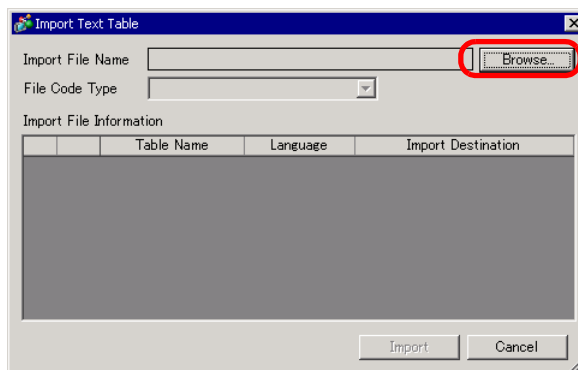 Import Text Table
Import File Name
Browse...
File Code Type
Import File Information
Table Name Language Import Destination
Import Cancel